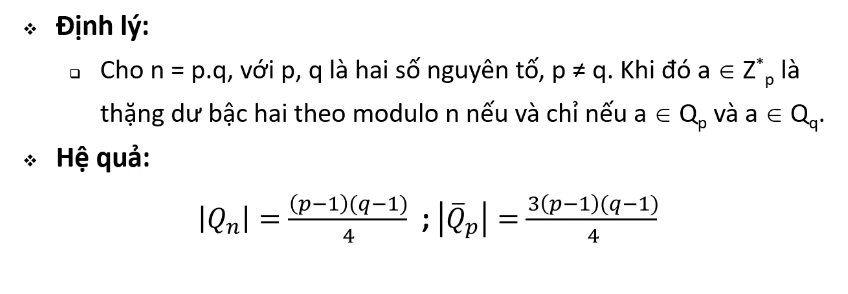 ❖ Định lý:
❑ Cho n = p.q, với p, q là hai số nguyên tố, p ≠ q. Khi đó a ∈ Z*p là
thặng dư bậc hai theo modulo n nếu và chỉ nếu a ∈ Qp và a ∈ Qq.
❖ Hệ quả:
|Qn| = (p−1)(q−1)/4 ; |Q̄p| = 3(p−1)(q−1)/4